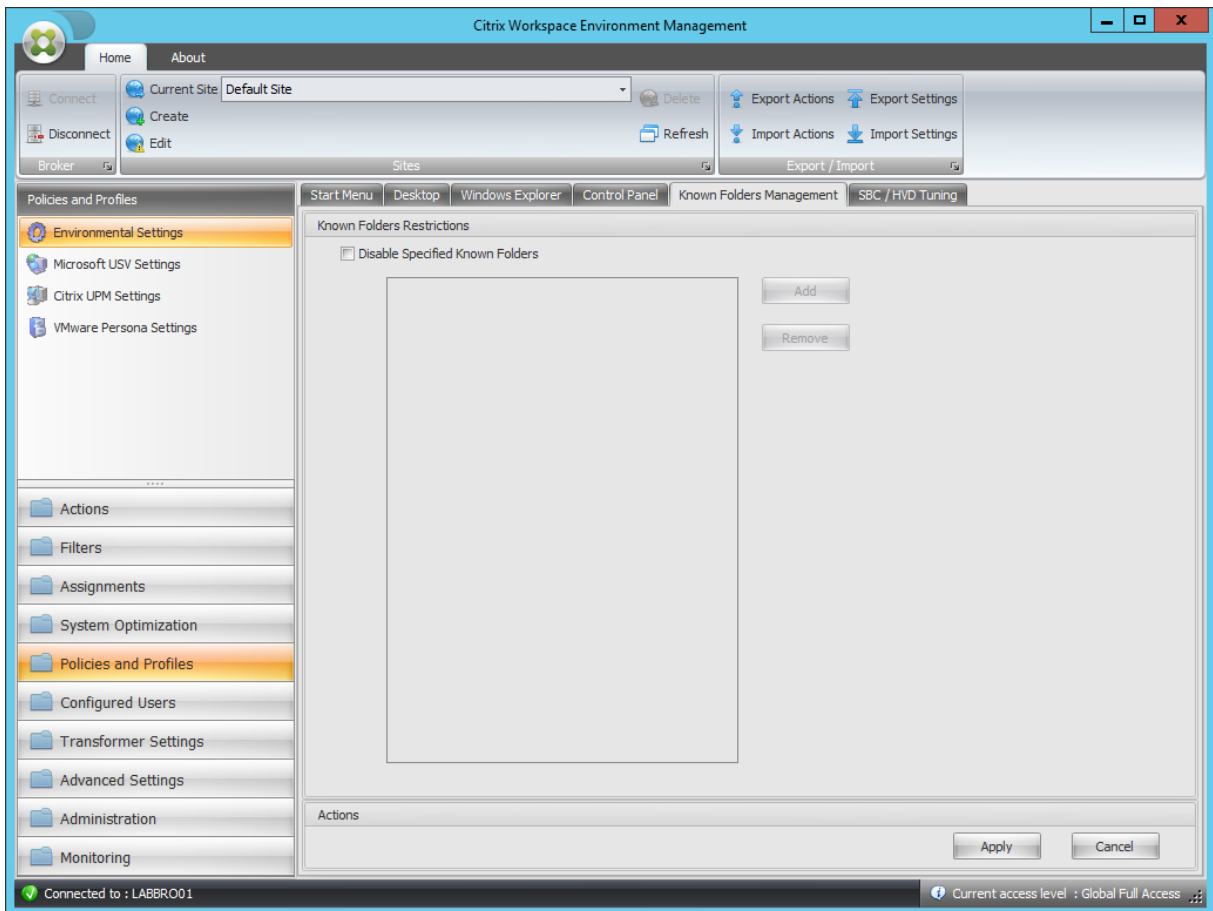 Citrix Workspace Environment Management
Home About
Connect
Disconnect
Broker
Current Site Default Site
Create
Edit
Delete
Refresh
Sites
Export Actions Export Settings
Import Actions Import Settings
Export / Import
Policies and Profiles
Environmental Settings
Microsoft USV Settings
Citrix UPM Settings
VMware Persona Settings
Actions
Filters
Assignments
System Optimization
Policies and Profiles
Configured Users
Transformer Settings
Advanced Settings
Administration
Monitoring
Start Menu Desktop Windows Explorer Control Panel Known Folders Management SBC / HVD Tuning
Known Folders Restrictions
Disable Specified Known Folders
Add
Remove
Actions
Apply Cancel
Connected to : LABBRO01
Current access level : Global Full Access